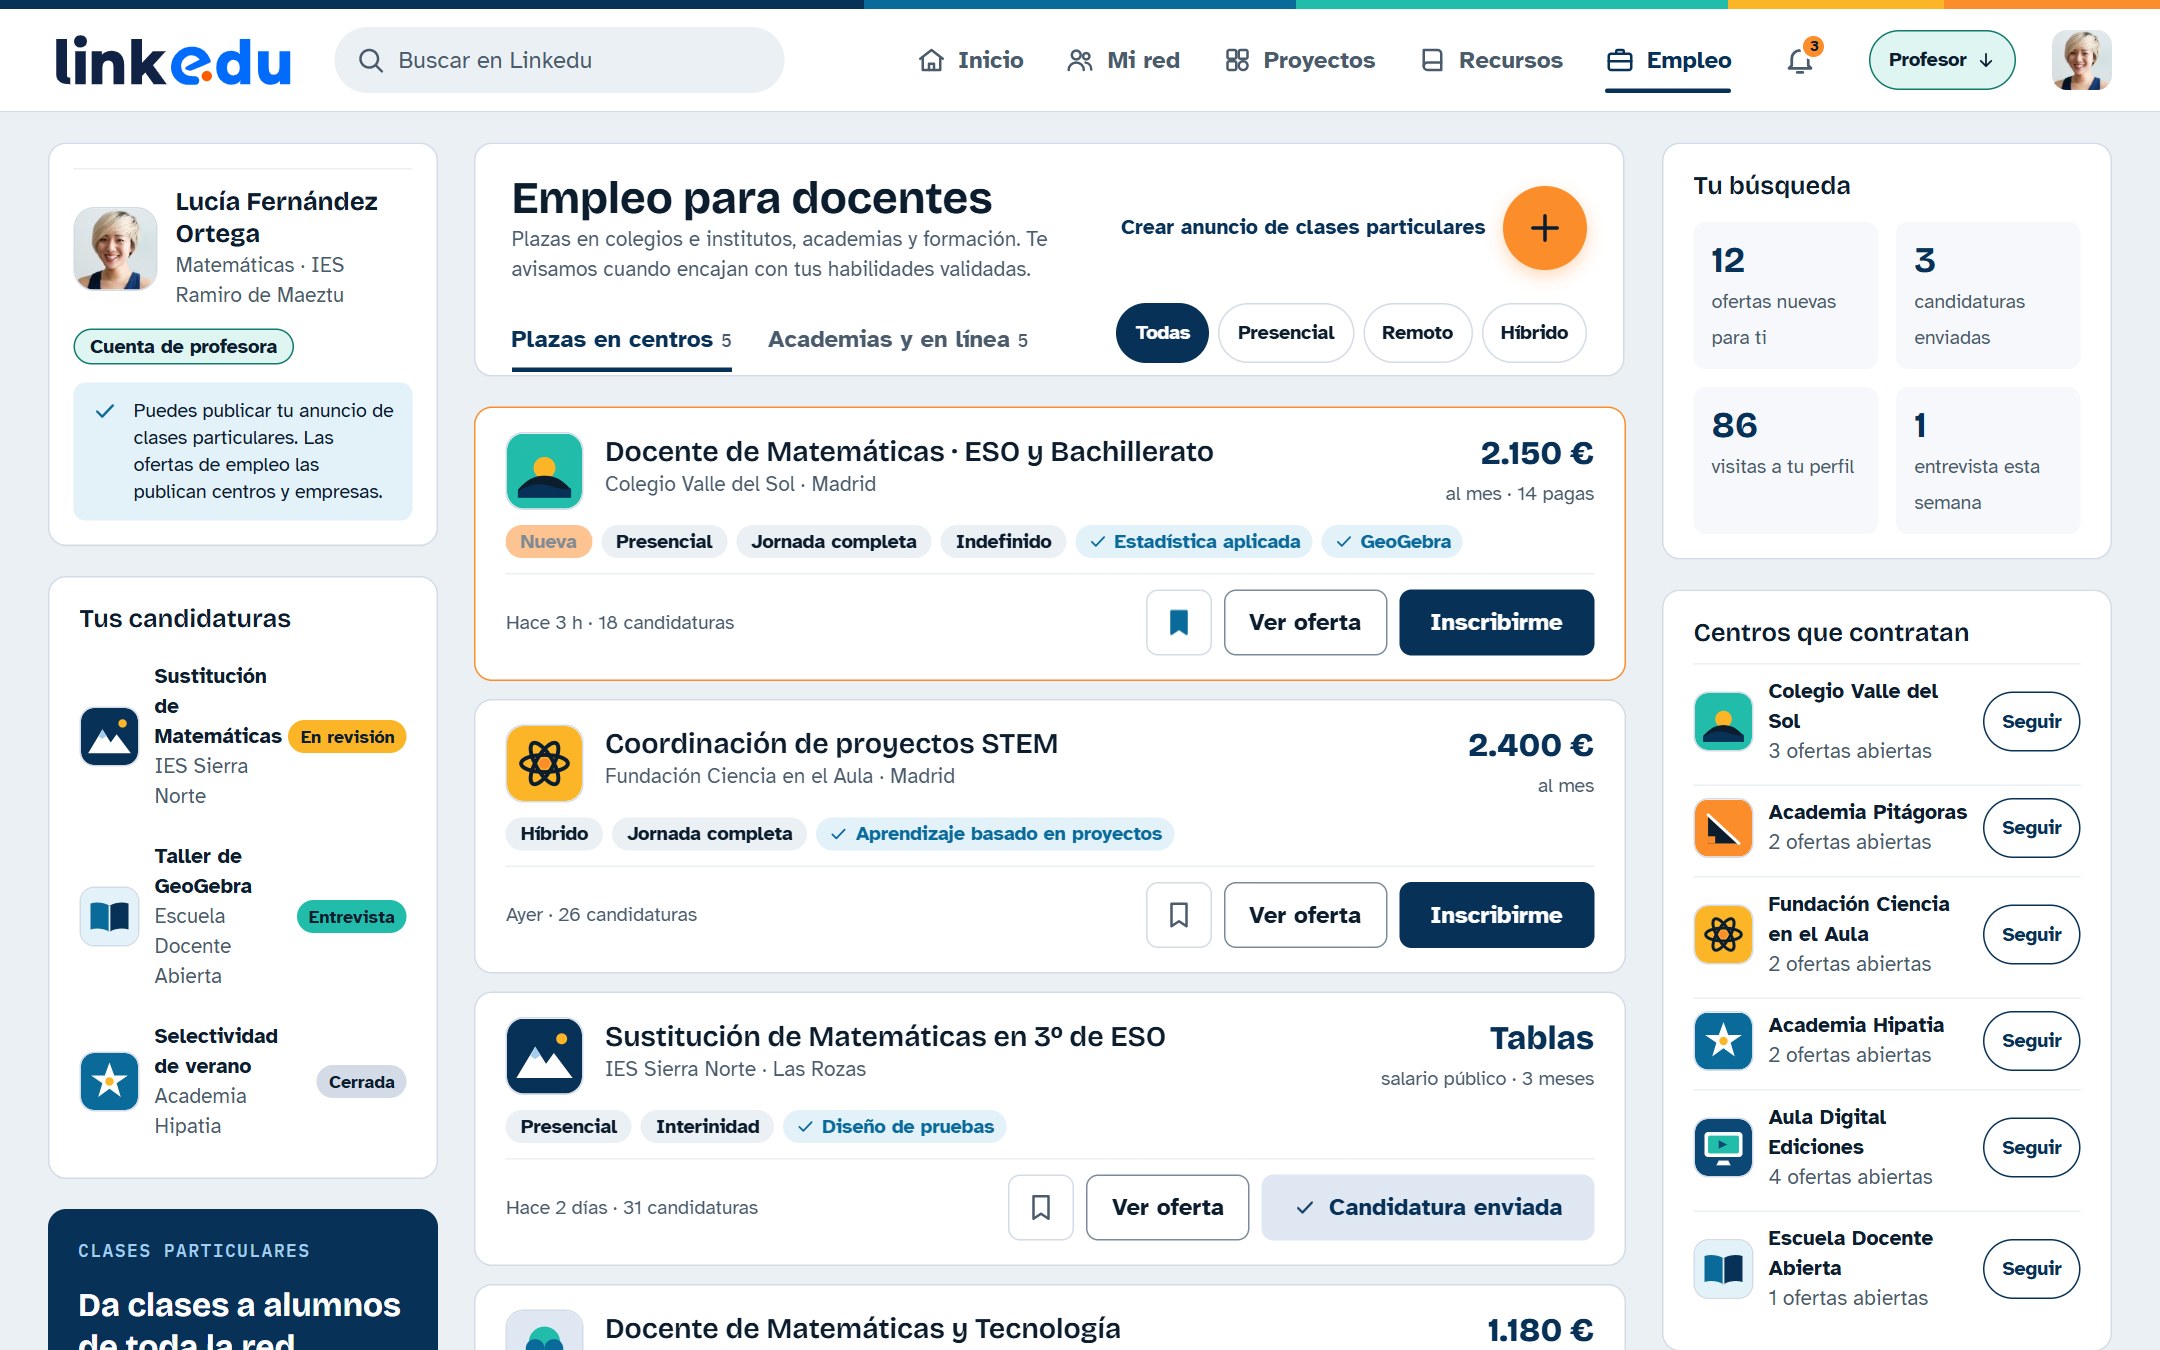 linkedu
Buscar en Linkedu
Inicio
Mi red
Proyectos
Recursos
Empleo
3
Profesor
Lucía Fernández
Ortega
Matemáticas · IES
Ramiro de Maeztu
Cuenta de profesora
Puedes publicar tu anuncio de
clases particulares. Las
ofertas de empleo las
publican centros y empresas.
Tus candidaturas
Sustitución
de
Matemáticas
IES Sierra
Norte
En revisión
Taller de
GeoGebra
Escuela
Docente
Abierta
Entrevista
Selectividad
de verano
Academia
Hipatia
Cerrada
CLASES PARTICULARES
Da clases a alumnos
de toda la red
Empleo para docentes
Plazas en colegios e institutos, academias y formación. Te
avisamos cuando encajan con tus habilidades validadas.
Crear anuncio de clases particulares
Plazas en centros 5
Academias y en línea 5
Todas
Presencial
Remoto
Híbrido
Docente de Matemáticas · ESO y Bachillerato
Colegio Valle del Sol · Madrid
2.150 €
al mes · 14 pagas
Nueva
Presencial
Jornada completa
Indefinido
Estadística aplicada
GeoGebra
Hace 3 h · 18 candidaturas
Ver oferta
Inscribirme
Coordinación de proyectos STEM
Fundación Ciencia en el Aula · Madrid
2.400 €
al mes
Híbrido
Jornada completa
Aprendizaje basado en proyectos
Ayer · 26 candidaturas
Ver oferta
Inscribirme
Sustitución de Matemáticas en 3º de ESO
IES Sierra Norte · Las Rozas
Tablas
salario público · 3 meses
Presencial
Interinidad
Diseño de pruebas
Hace 2 días · 31 candidaturas
Ver oferta
Candidatura enviada
Docente de Matemáticas y Tecnología
1.180 €
Tu búsqueda
12
ofertas nuevas
para ti
3
candidaturas
enviadas
86
visitas a tu perfil
1
entrevista esta
semana
Centros que contratan
Colegio Valle del
Sol
3 ofertas abiertas
Seguir
Academia Pitágoras
2 ofertas abiertas
Seguir
Fundación Ciencia
en el Aula
2 ofertas abiertas
Seguir
Academia Hipatia
2 ofertas abiertas
Seguir
Aula Digital
Ediciones
4 ofertas abiertas
Seguir
Escuela Docente
Abierta
1 ofertas abiertas
Seguir